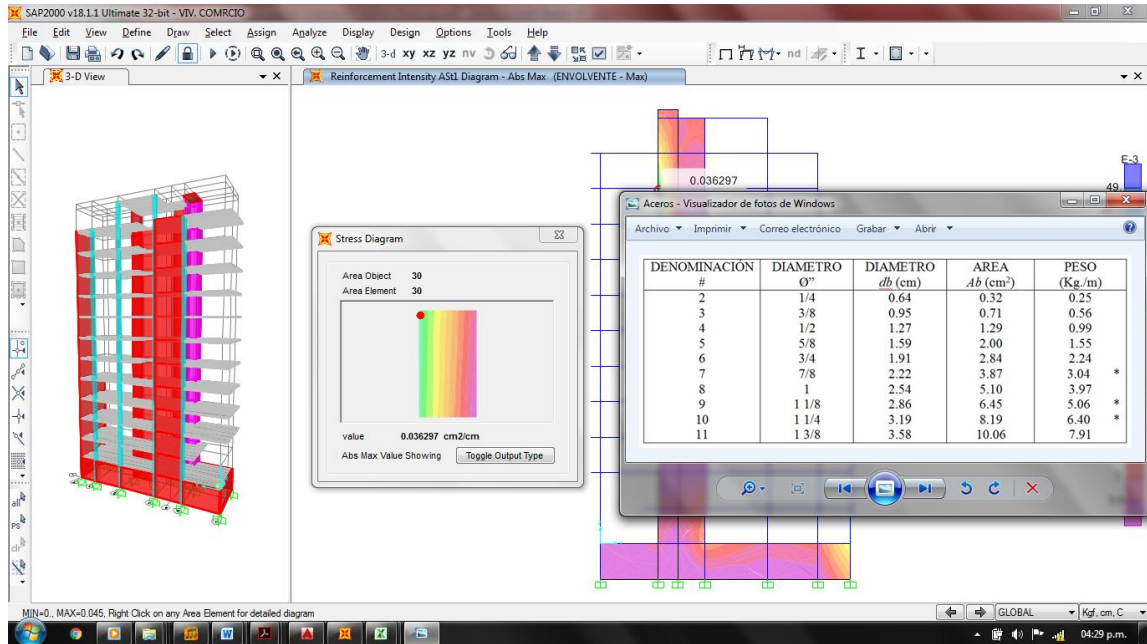 SAP2000 v18.1.1 Ultimate 32-bit - VIV. COMRCIO
File Edit View Define Draw Select Assign Analyze Display Design Options Tools Help
3-d xy xz yz nv nd
3-D View
Reinforcement Intensity ASt1 Diagram - Abs Max (ENVOLVENTE - Max)
0.036297
E-3
49.
Stress Diagram
Area Object 30
Area Element 30
value 0.036297 cm2/cm
Abs Max Value Showing Toggle Output Type
Aceros - Visualizador de fotos de Windows
Archivo Imprimir Correo electrónico Grabar Abrir
DENOMINACIÓN DIAMETRO DIAMETRO AREA PESO
# Ø” db (cm) Ab (cm²) (Kg./m)
2 1/4 0.64 0.32 0.25
3 3/8 0.95 0.71 0.56
4 1/2 1.27 1.29 0.99
5 5/8 1.59 2.00 1.55
6 3/4 1.91 2.84 2.24
7 7/8 2.22 3.87 3.04 *
8 1 2.54 5.10 3.97
9 1 1/8 2.86 6.45 5.06 *
10 1 1/4 3.19 8.19 6.40 *
11 1 3/8 3.58 10.06 7.91
all
PS
clr
MIN=0., MAX=0.045, Right Click on any Area Element for detailed diagram
GLOBAL
Kgf, cm, C
04:29 p.m.